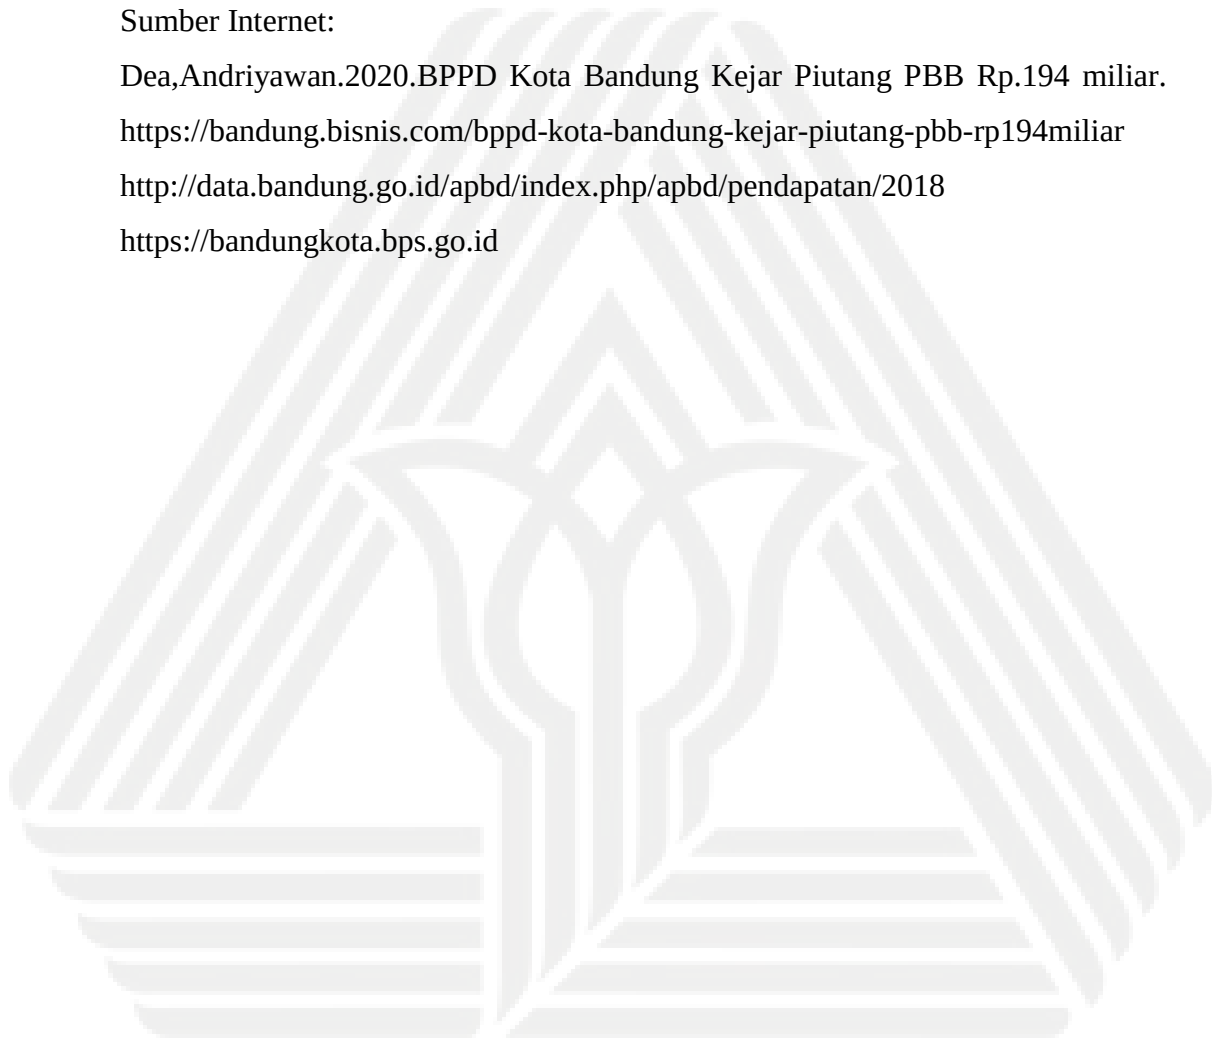 Sumber Internet:
Dea,Andriyawan.2020.BPPD Kota Bandung Kejar Piutang PBB Rp.194 miliar.
https://bandung.bisnis.com/bppd-kota-bandung-kejar-piutang-pbb-rp194miliar
http://data.bandung.go.id/apbd/index.php/apbd/pendapatan/2018
https://bandungkota.bps.go.id